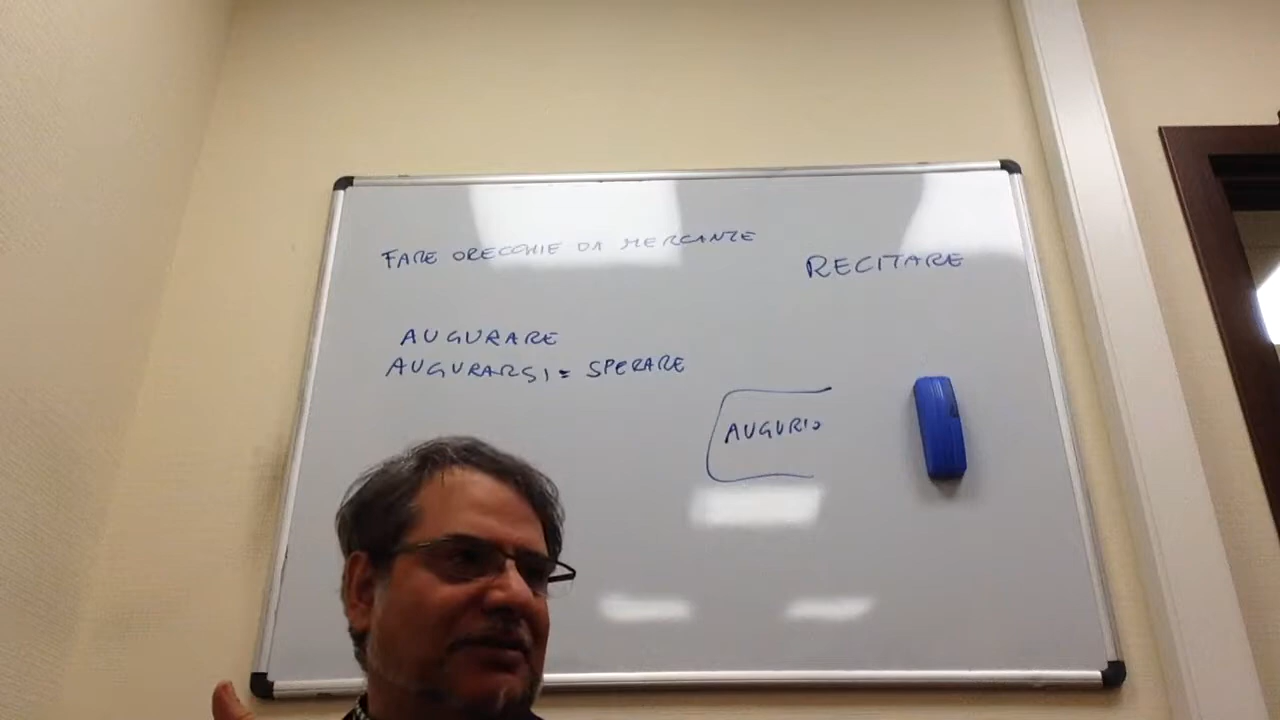 FARE ORECCHIE DA MERCANTE
RECITARE
AUGURARE
AUGURARSI = SPERARE
AUGURIO